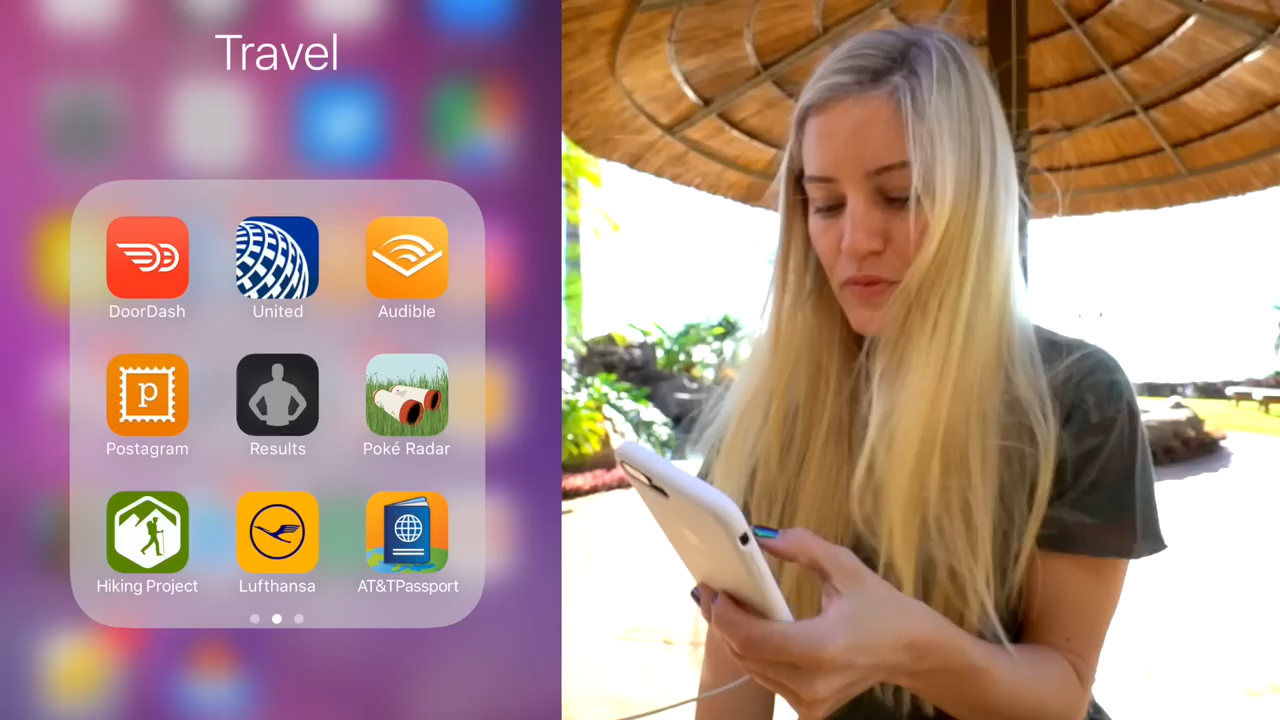 Travel
DoorDash
United
Audible
p
Postagram
Results
Poké Radar
Hiking Project
Lufthansa
AT&TPassport